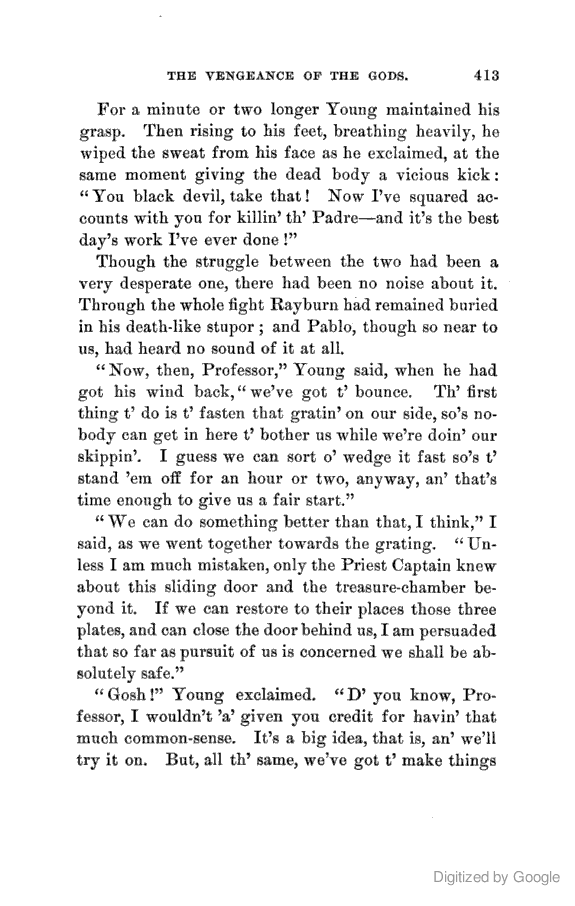 THE VENGEANCE OF THE GODS. 413
For a minute or two longer Young maintained his
grasp. Then rising to his feet, breathing heavily, he
wiped the sweat from his face as he exclaimed, at the
same moment giving the dead body a vicious kick:
“You black devil, take that! Now I've squared ac-
counts with you for killin' th' Padre—and it's the best
day's work I've ever done!”
Though the struggle between the two had been a
very desperate one, there had been no noise about it.
Through the whole fight Rayburn had remained buried
in his death-like stupor; and Pablo, though so near to
us, had heard no sound of it at all.
“Now, then, Professor,” Young said, when he had
got his wind back, “we've got t' bounce. Th' first
thing t' do is t' fasten that gratin' on our side, so's no-
body can get in here t' bother us while we're doin' our
skippin'. I guess we can sort o' wedge it fast so's t'
stand 'em off for an hour or two, anyway, an' that's
time enough to give us a fair start.”
“We can do something better than that, I think,” I
said, as we went together towards the grating. “Un-
less I am much mistaken, only the Priest Captain knew
about this sliding door and the treasure-chamber be-
yond it. If we can restore to their places those three
plates, and can close the door behind us, I am persuaded
that so far as pursuit of us is concerned we shall be ab-
solutely safe.”
“Gosh!” Young exclaimed. “D' you know, Pro-
fessor, I wouldn't 'a' given you credit for havin' that
much common-sense. It's a big idea, that is, an' we'll
try it on. But, all th' same, we've got t' make things
Digitized by Google